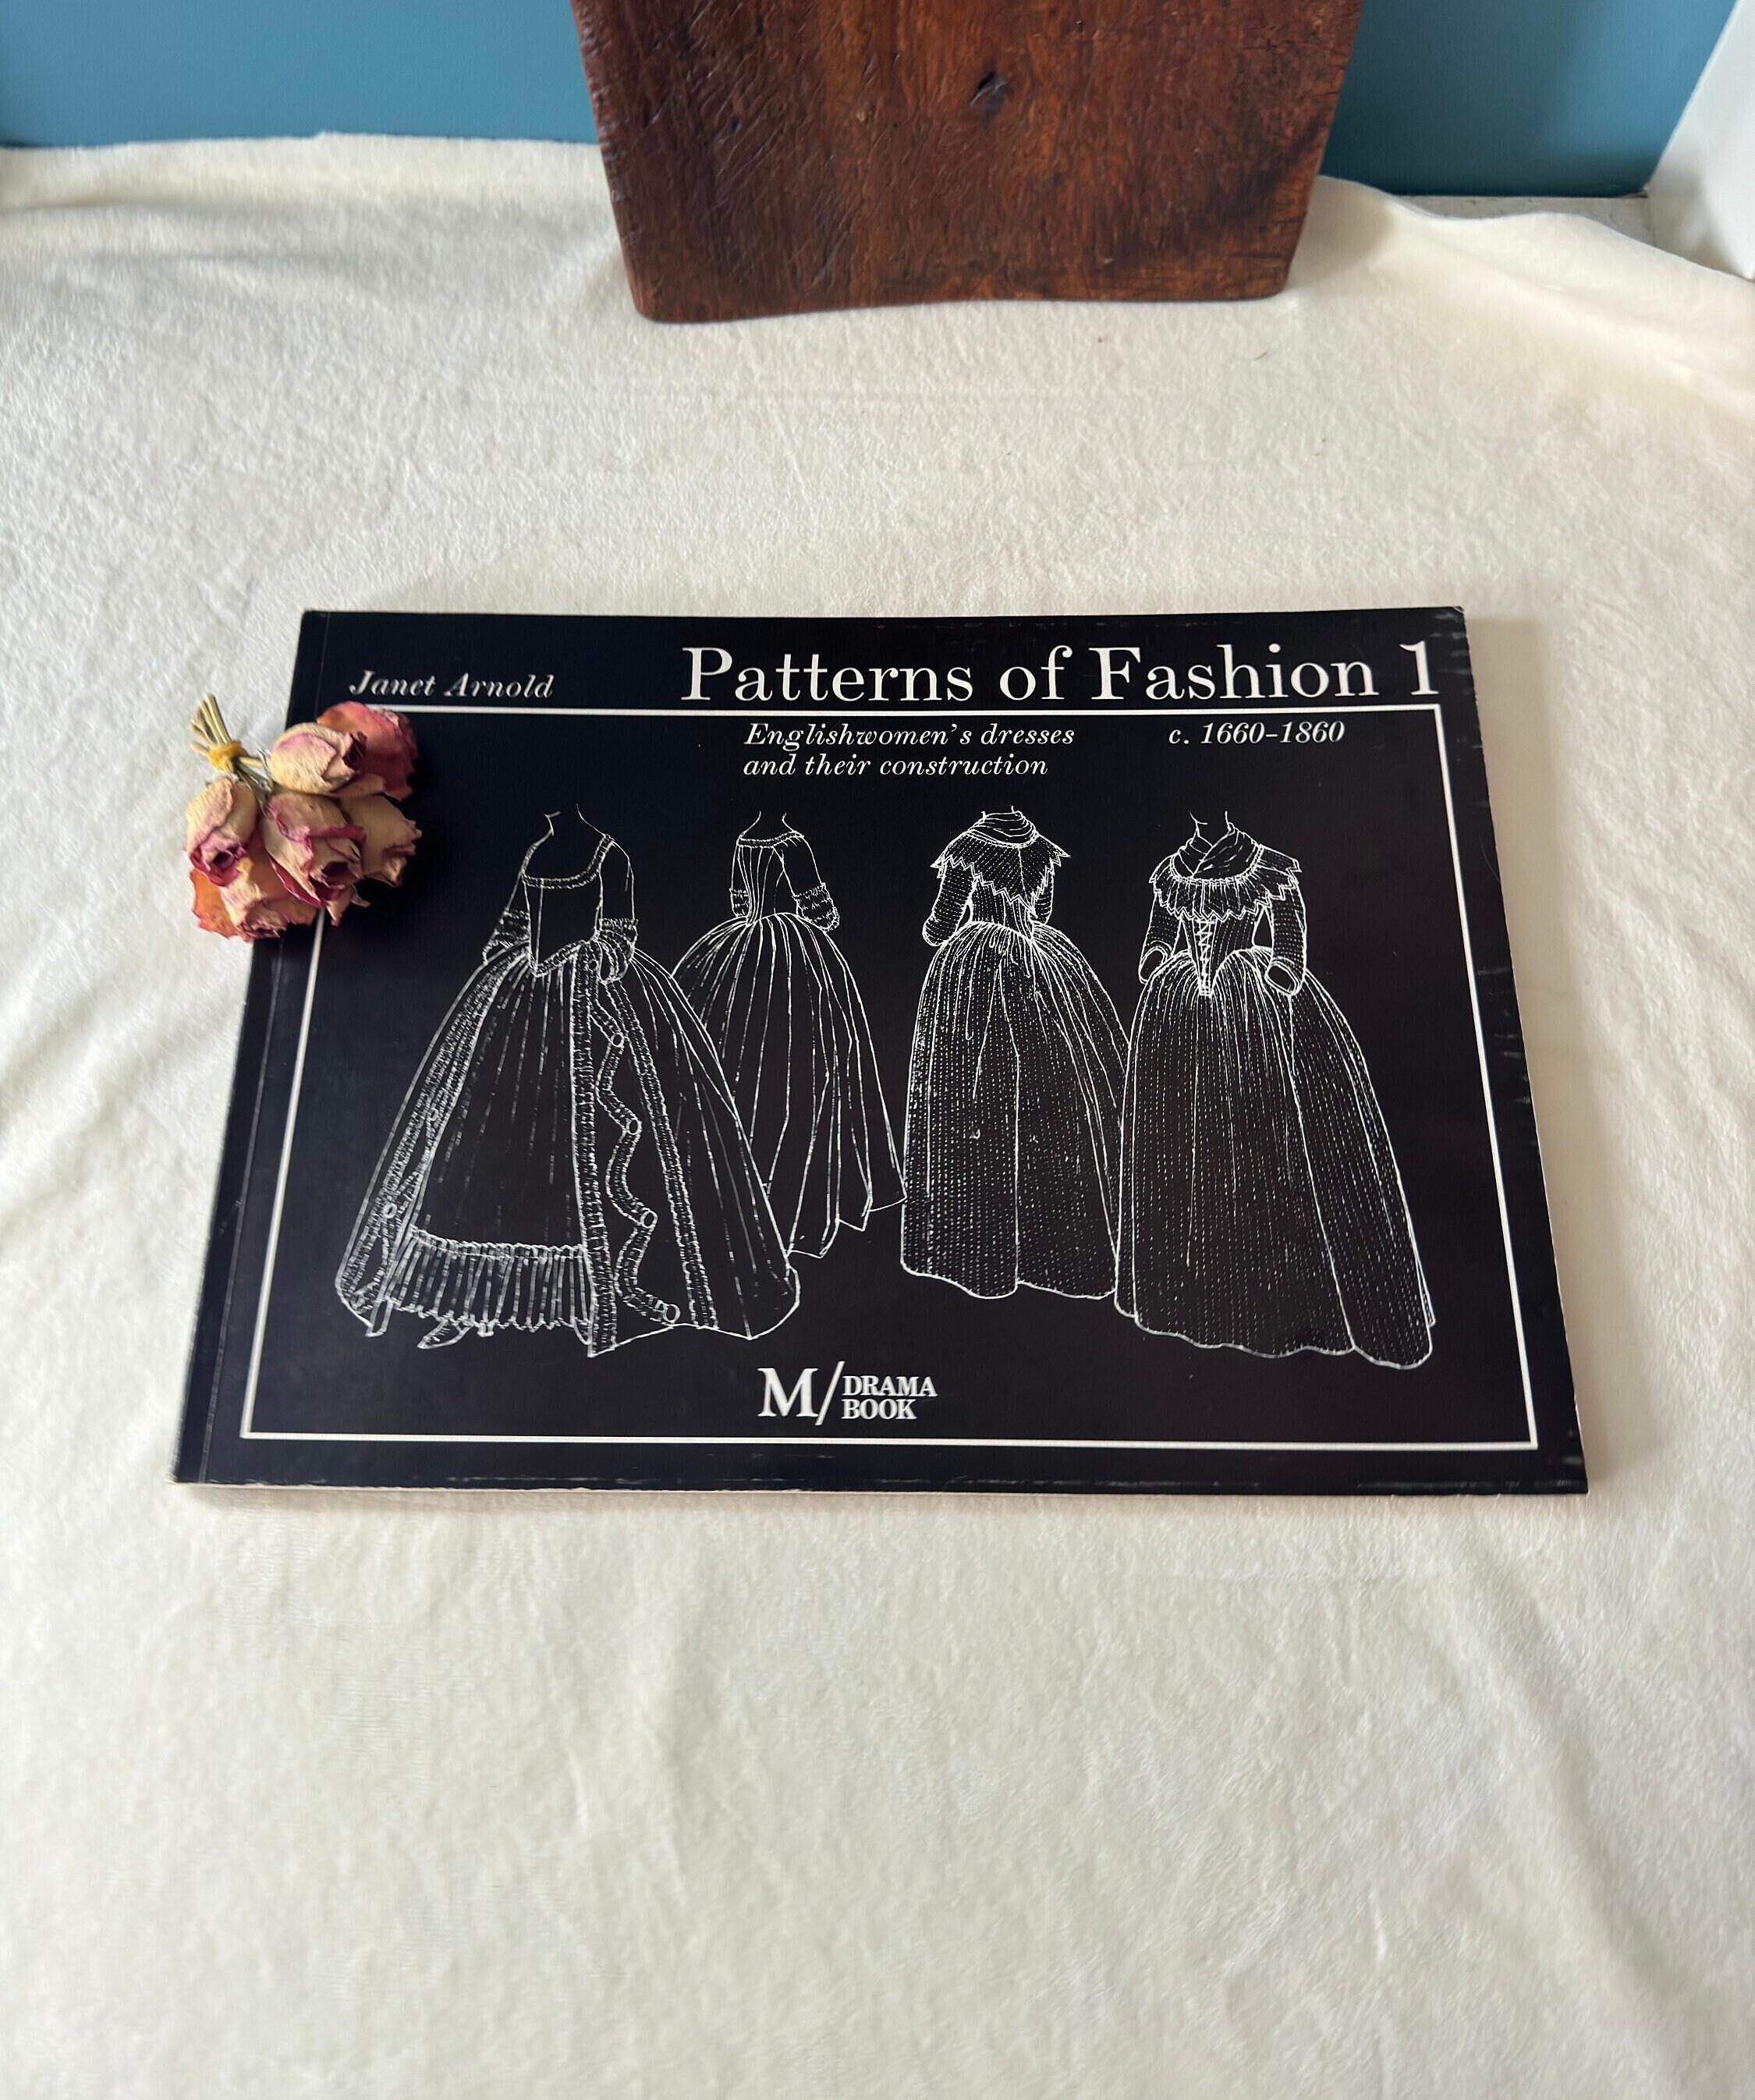 Janet Arnold
Patterns of Fashion 1
Englishwomen's dresses
and their construction
c. 1660-1860
M/DRAMA
BOOK